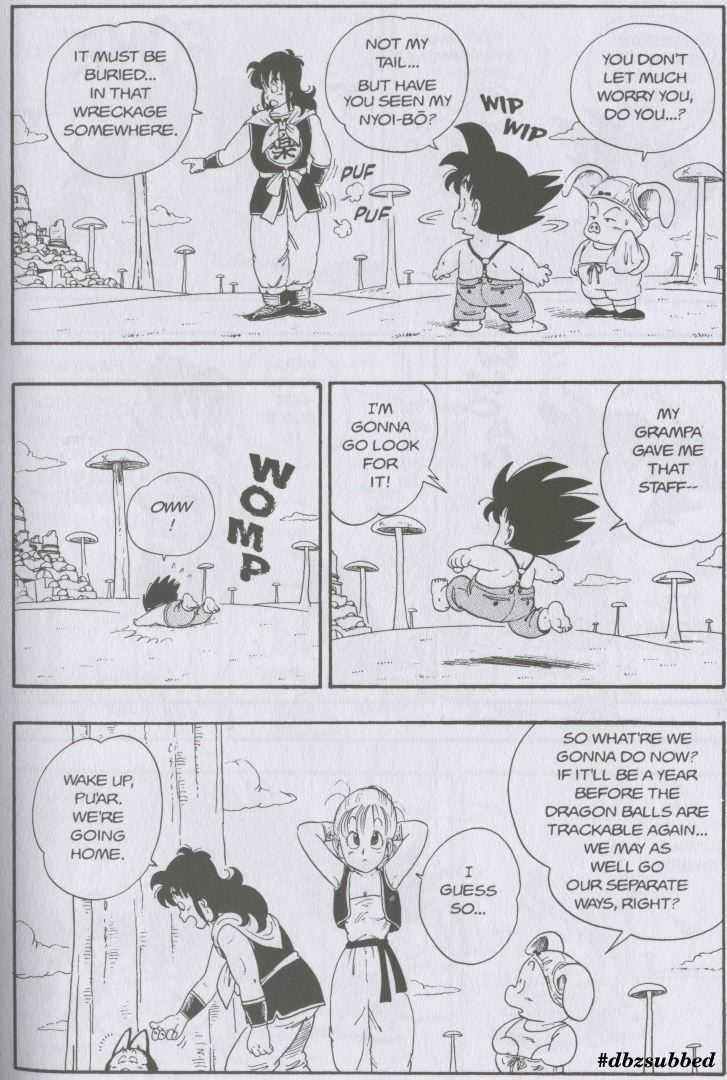 YOU DON'T
LET MUCH
WORRY YOU,
DO YOU...?
WIP
WIP
NOT MY
TAIL...
BUT HAVE
YOU SEEN MY
NYOI-BŌ?
IT MUST BE
BURIED...
IN THAT
WRECKAGE
SOMEWHERE.
樂
PUF
PUF
MY
GRAMPA
GAVE ME
THAT
STAFF--
I'M
GONNA
GO LOOK
FOR
IT!
WOMP
OWW
!
SO WHAT'RE WE
GONNA DO NOW?
IF IT'LL BE A YEAR
BEFORE THE
DRAGON BALLS ARE
TRACKABLE AGAIN...
WE MAY AS
WELL GO
OUR SEPARATE
WAYS, RIGHT?
I
GUESS
SO...
WAKE UP,
PU'AR.
WE'RE
GOING
HOME.
#dbzsubbed